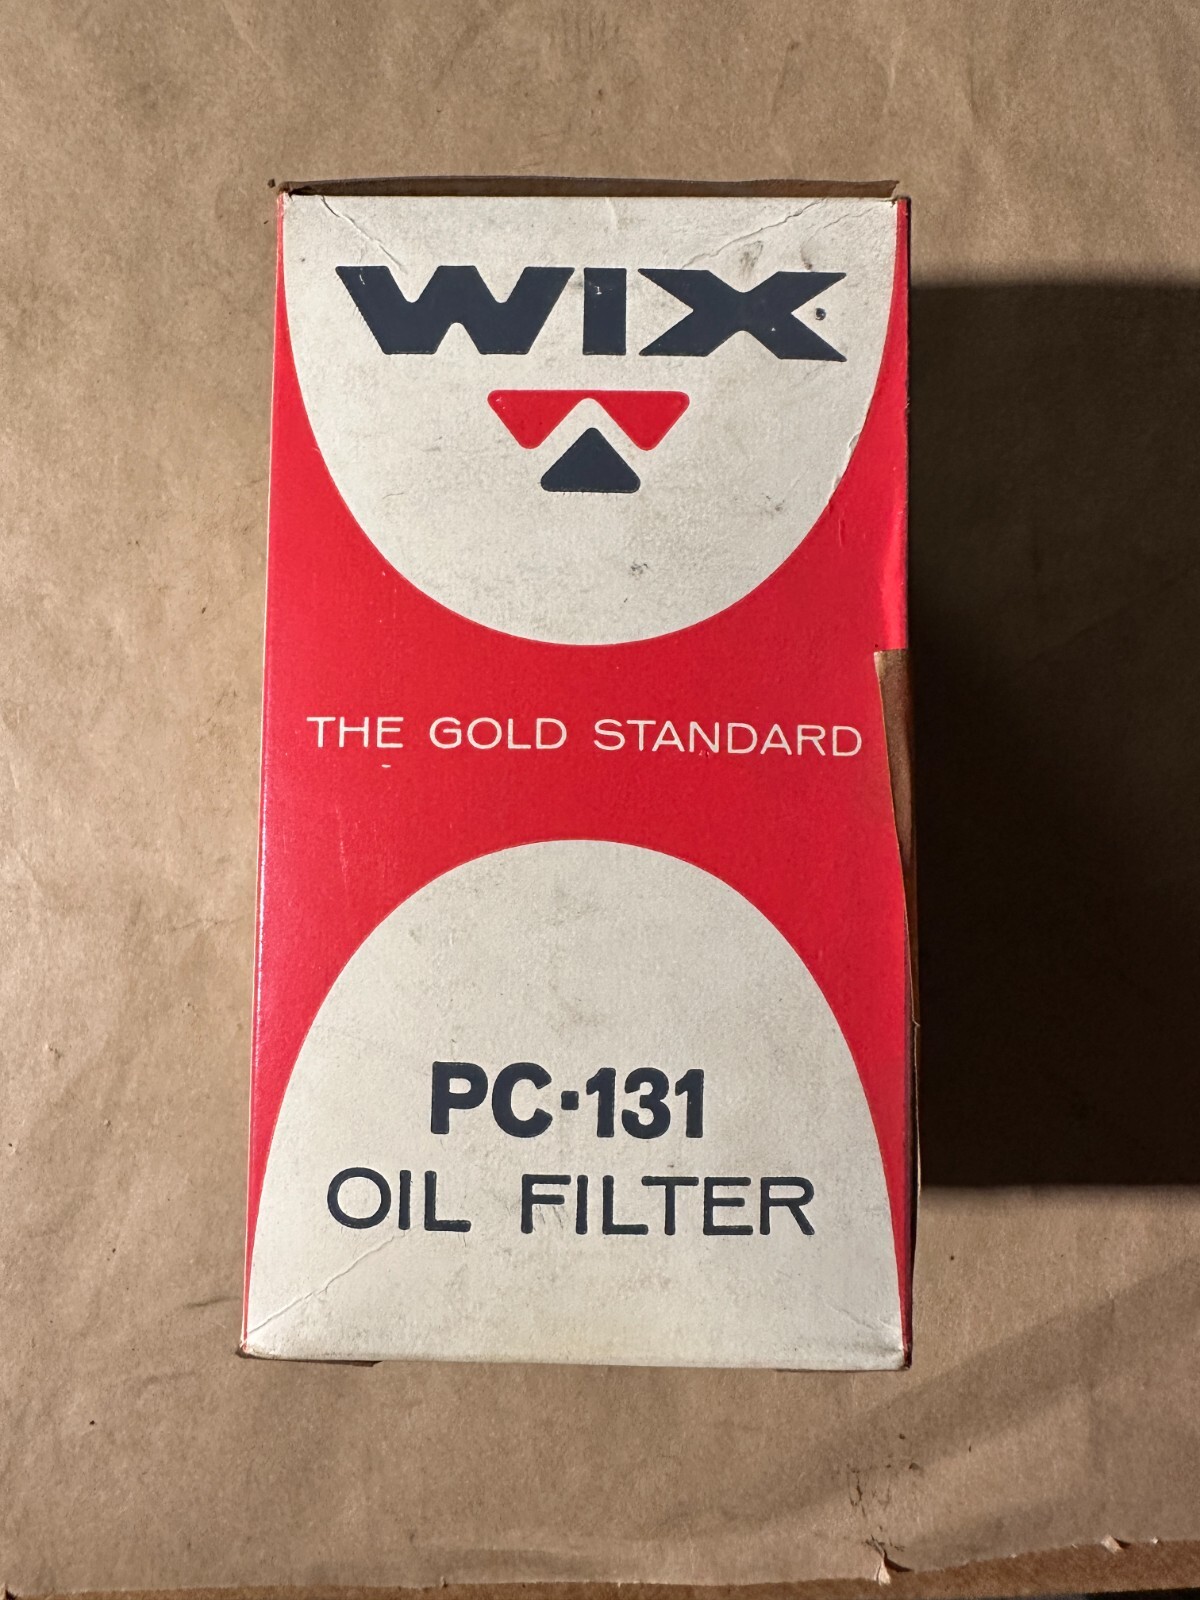 WIX
THE GOLD STANDARD
PC-131
OIL FILTER